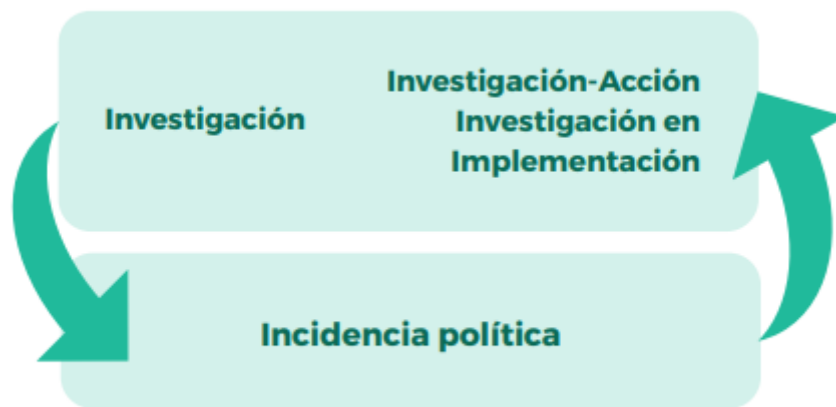 Investigación
Investigación-Acción
Investigación en
Implementación
Incidencia política